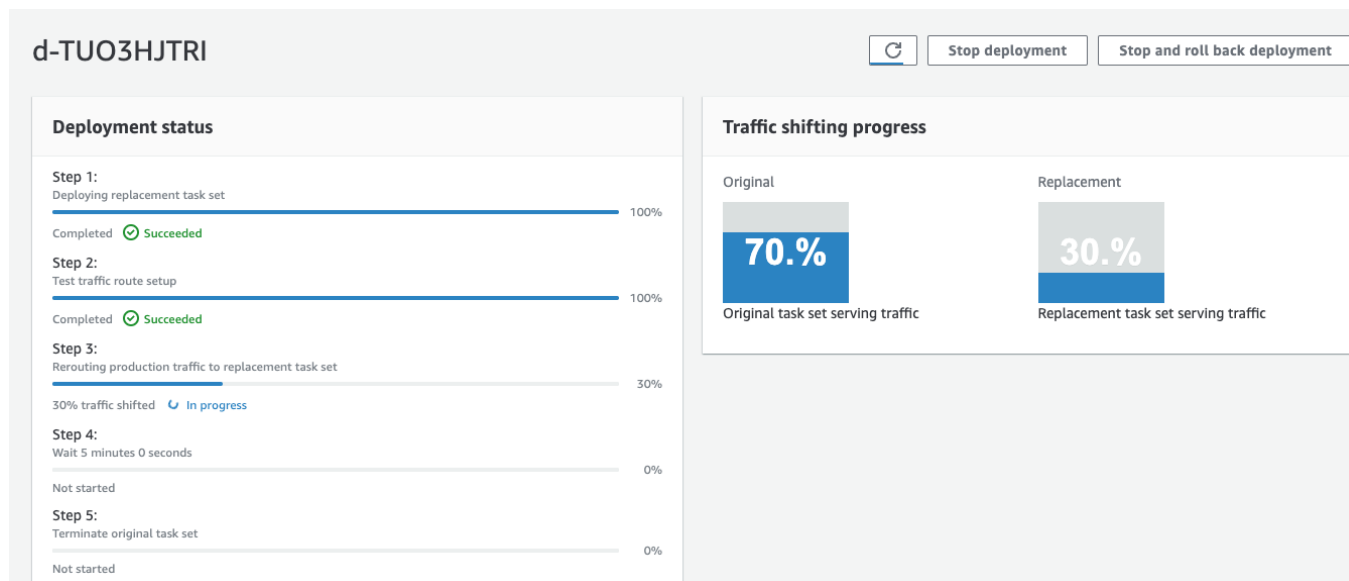 d-TUO3HJTRI
Stop deployment
Stop and roll back deployment
Deployment status
Step 1:
Deploying replacement task set
100%
Completed Succeeded
Step 2:
Test traffic route setup
100%
Completed Succeeded
Step 3:
Rerouting production traffic to replacement task set
30%
30% traffic shifted In progress
Step 4:
Wait 5 minutes 0 seconds
0%
Not started
Step 5:
Terminate original task set
0%
Not started
Traffic shifting progress
Original
70.%
Original task set serving traffic
Replacement
30.%
Replacement task set serving traffic